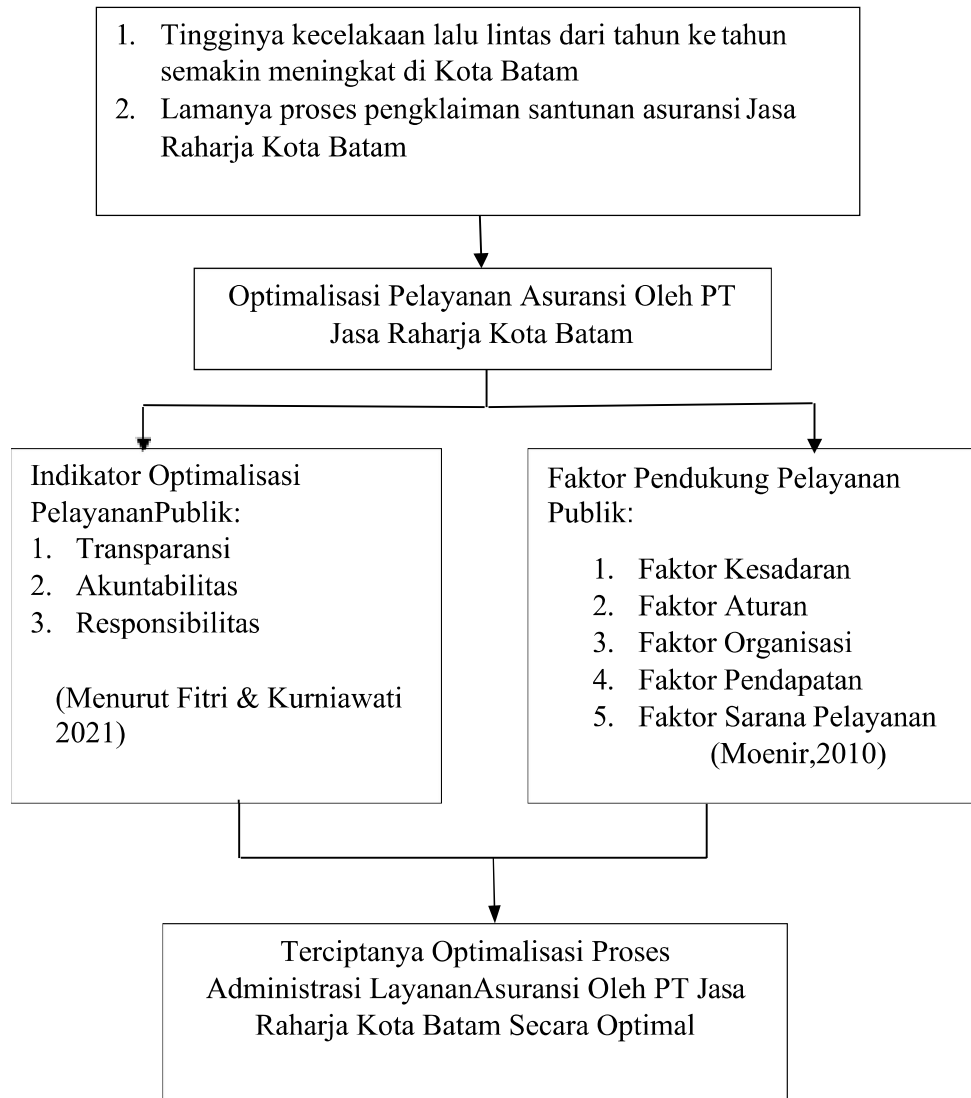 1. Tingginya kecelakaan lalu lintas dari tahun ke tahun
semakin meningkat di Kota Batam
2. Lamanya proses pengklaiman santunan asuransi Jasa
Raharja Kota Batam
Optimalisasi Pelayanan Asuransi Oleh PT
Jasa Raharja Kota Batam
Indikator Optimalisasi
PelayananPublik:
1. Transparansi
2. Akuntabilitas
3. Responsibilitas
(Menurut Fitri & Kurniawati
2021)
Faktor Pendukung Pelayanan
Publik:
1. Faktor Kesadaran
2. Faktor Aturan
3. Faktor Organisasi
4. Faktor Pendapatan
5. Faktor Sarana Pelayanan
(Moenir,2010)
Terciptanya Optimalisasi Proses
Administrasi LayananAsuransi Oleh PT Jasa
Raharja Kota Batam Secara Optimal